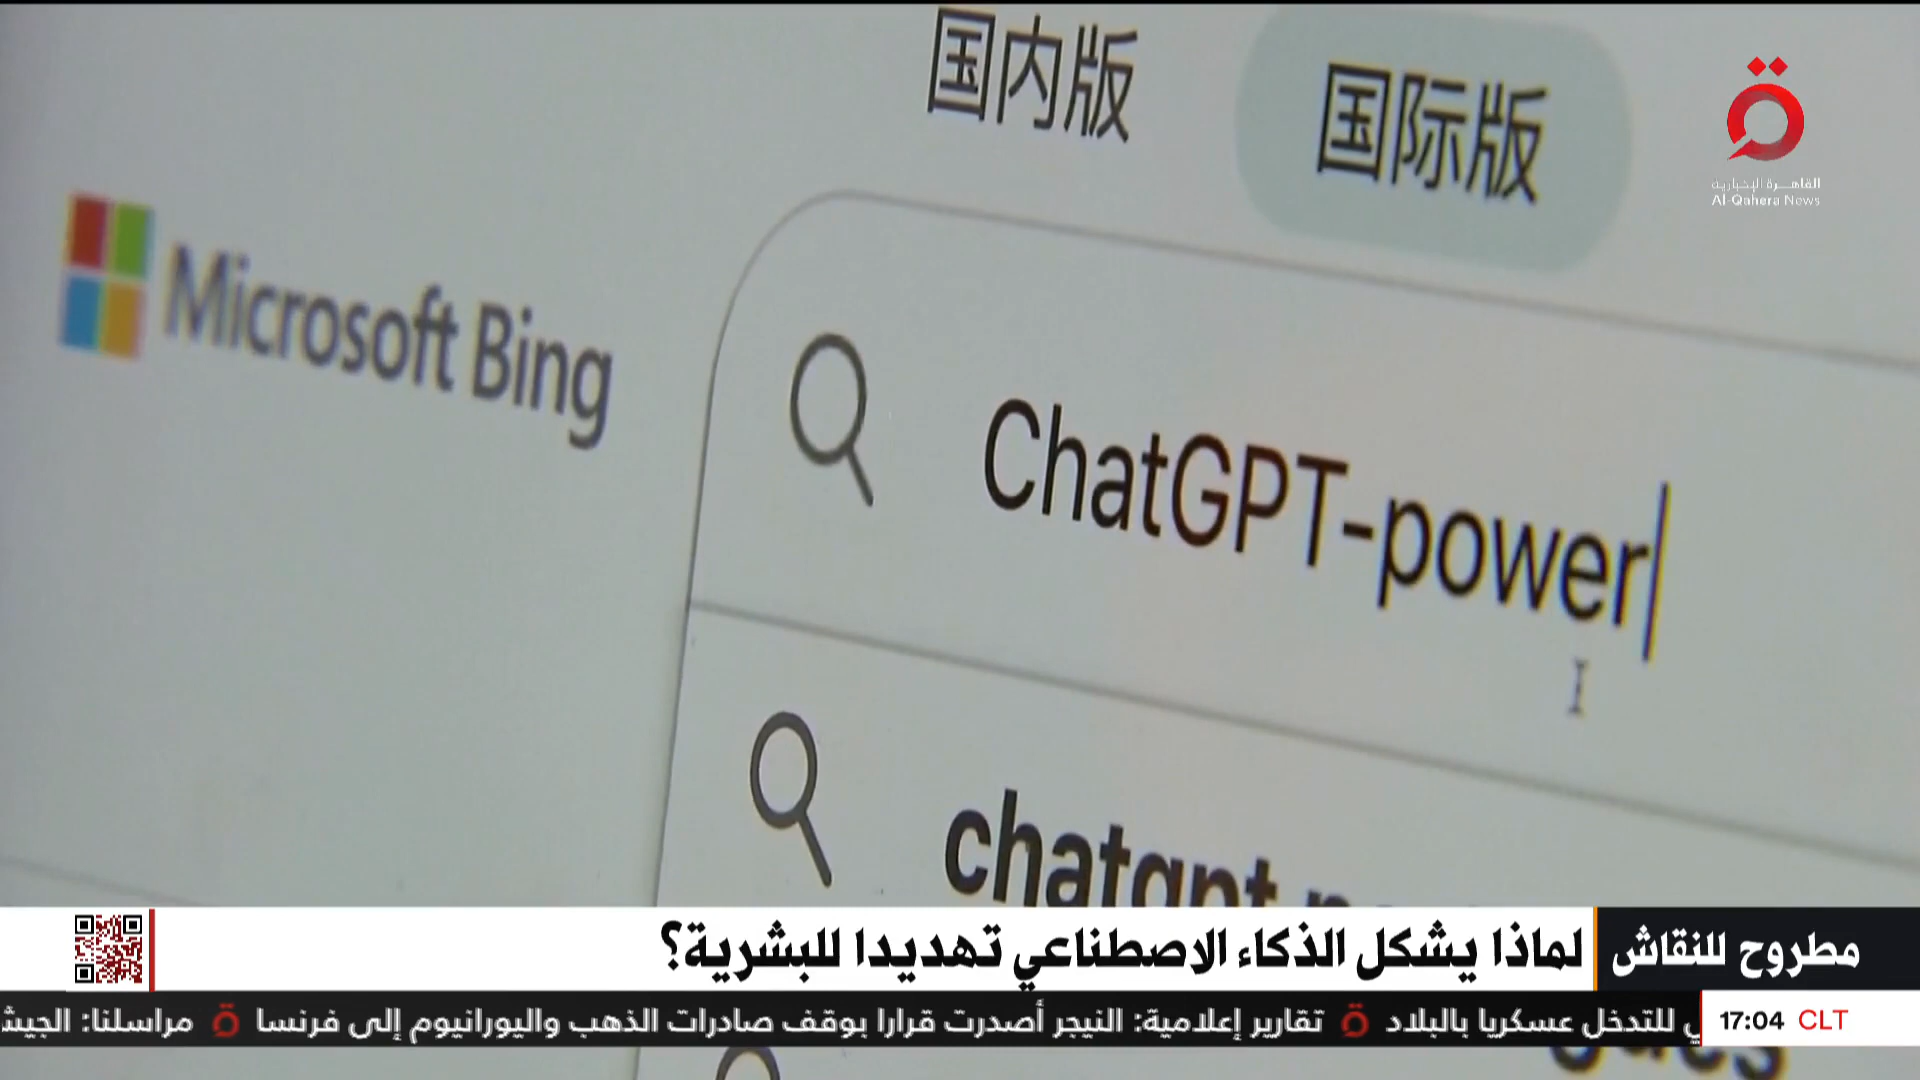 国内版 国际版
القاهرة الإخبارية
Al-Qahera News
Microsoft Bing
ChatGPT-power
chatgpt
لماذا يشكل الذكاء الاصطناعي تهديدا للبشرية؟
مطروح للنقاش
للتدخل عسكريا بالبلاد
تقارير إعلامية: النيجر أصدرت قرارا بوقف صادرات الذهب واليورانيوم إلى فرنسا
مراسلنا:
17:04 CLT